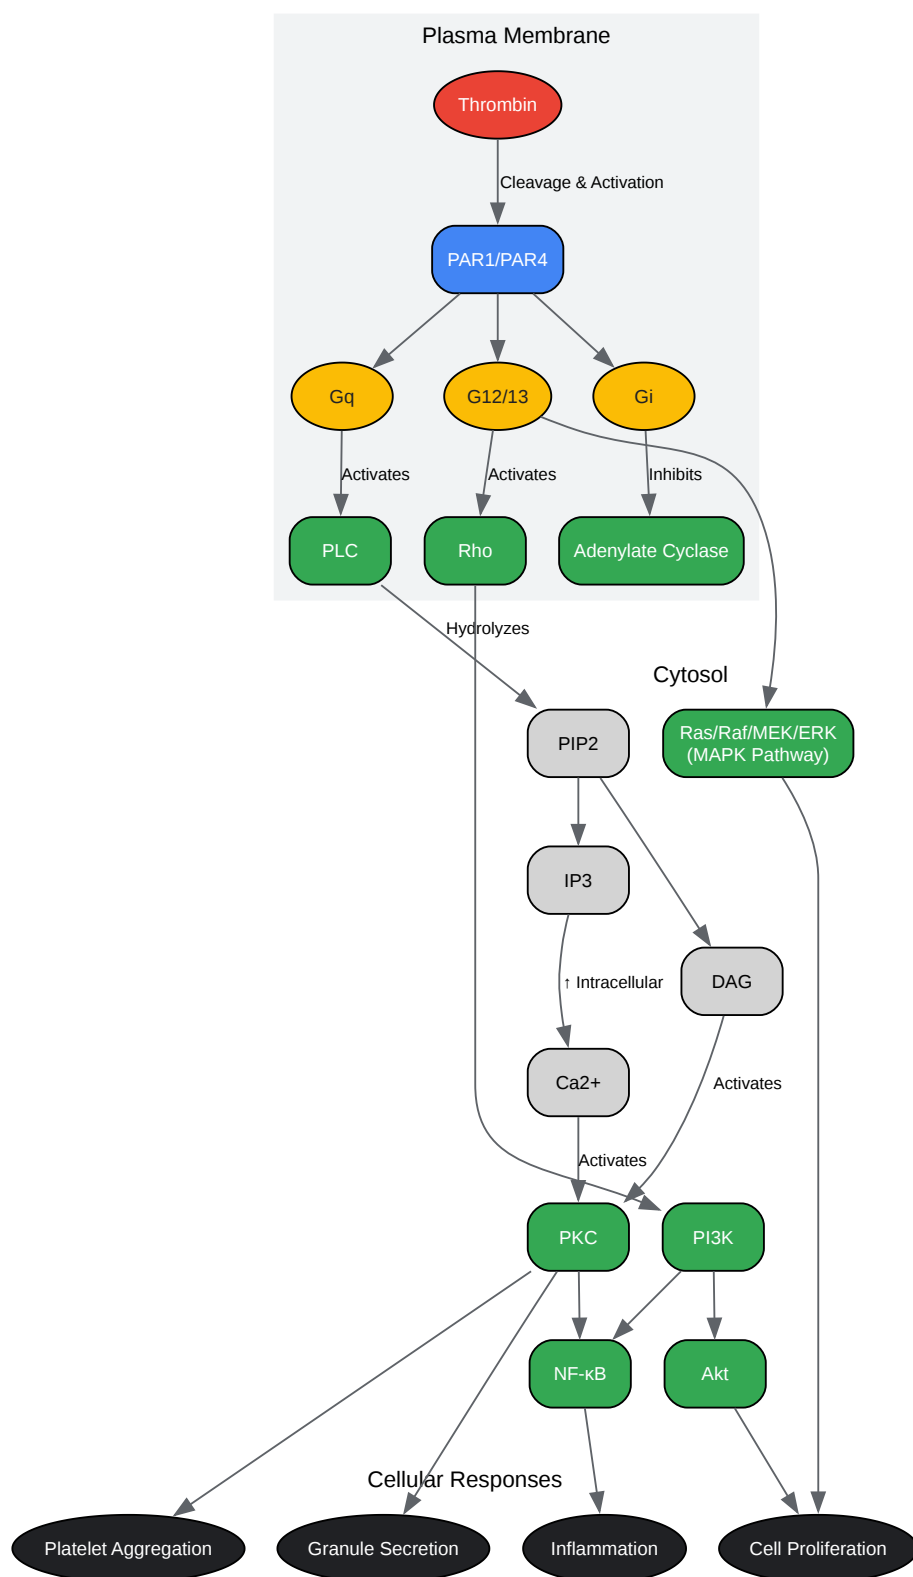 Plasma Membrane
Thrombin
Cleavage & Activation
PAR1/PAR4
Gq
G12/13
Gi
Activates
Activates
Inhibits
PLC
Rho
Adenylate Cyclase
Hydrolyzes
Cytosol
PIP2
Ras/Raf/MEK/ERK
(MAPK Pathway)
IP3
DAG
↑ Intracellular
Ca2+
Activates
Activates
PKC
PI3K
NF-κB
Akt
Cellular Responses
Platelet Aggregation
Granule Secretion
Inflammation
Cell Proliferation